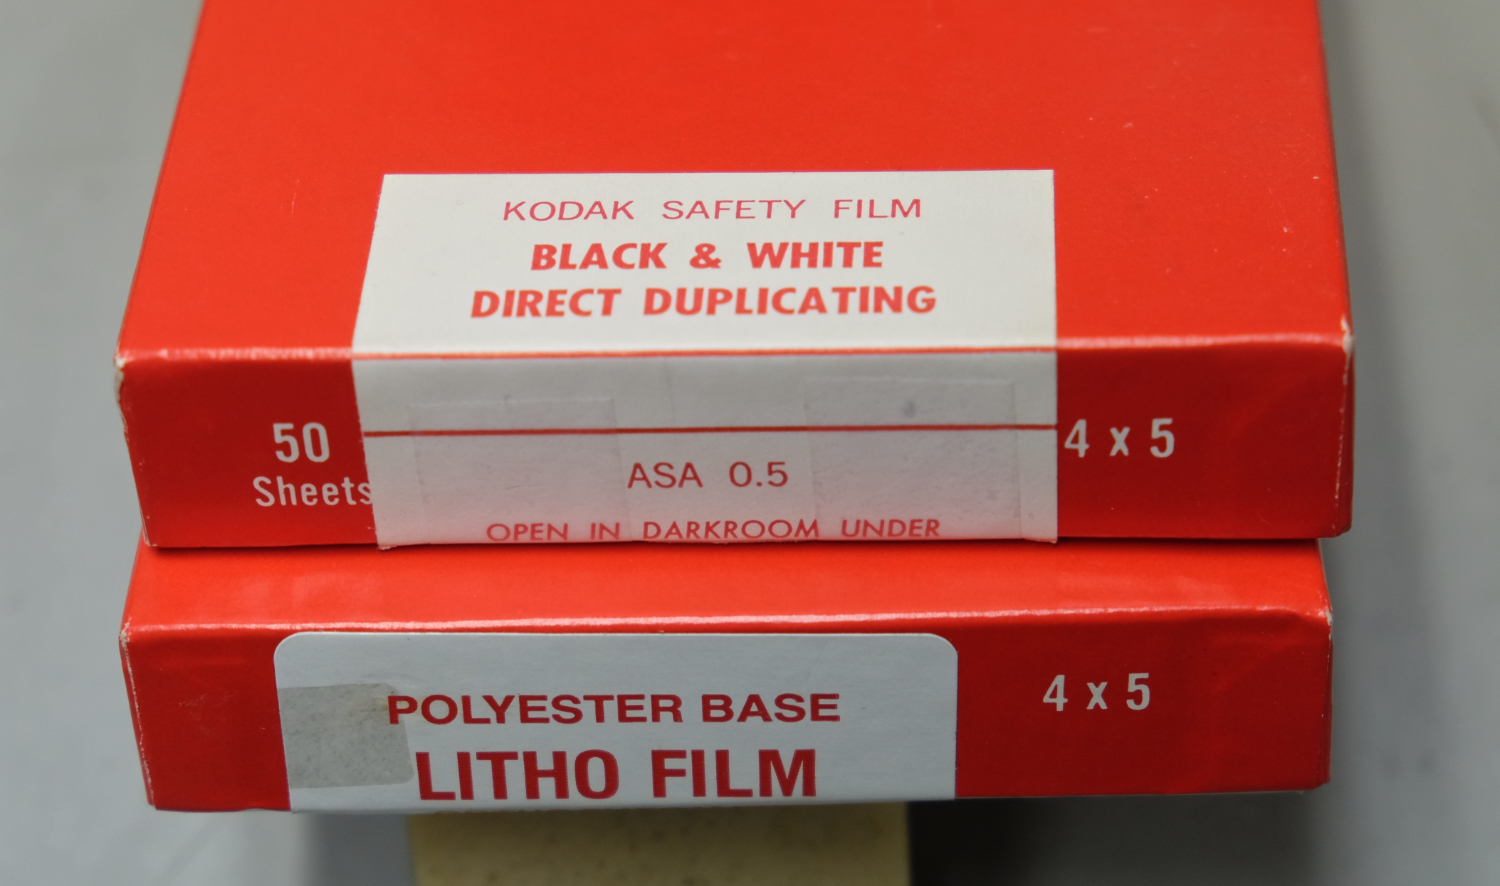 KODAK SAFETY FILM
BLACK & WHITE
DIRECT DUPLICATING
50
Sheets
4 x 5
ASA 0.5
OPEN IN DARKROOM UNDER
POLYESTER BASE
LITHO FILM
4 x 5